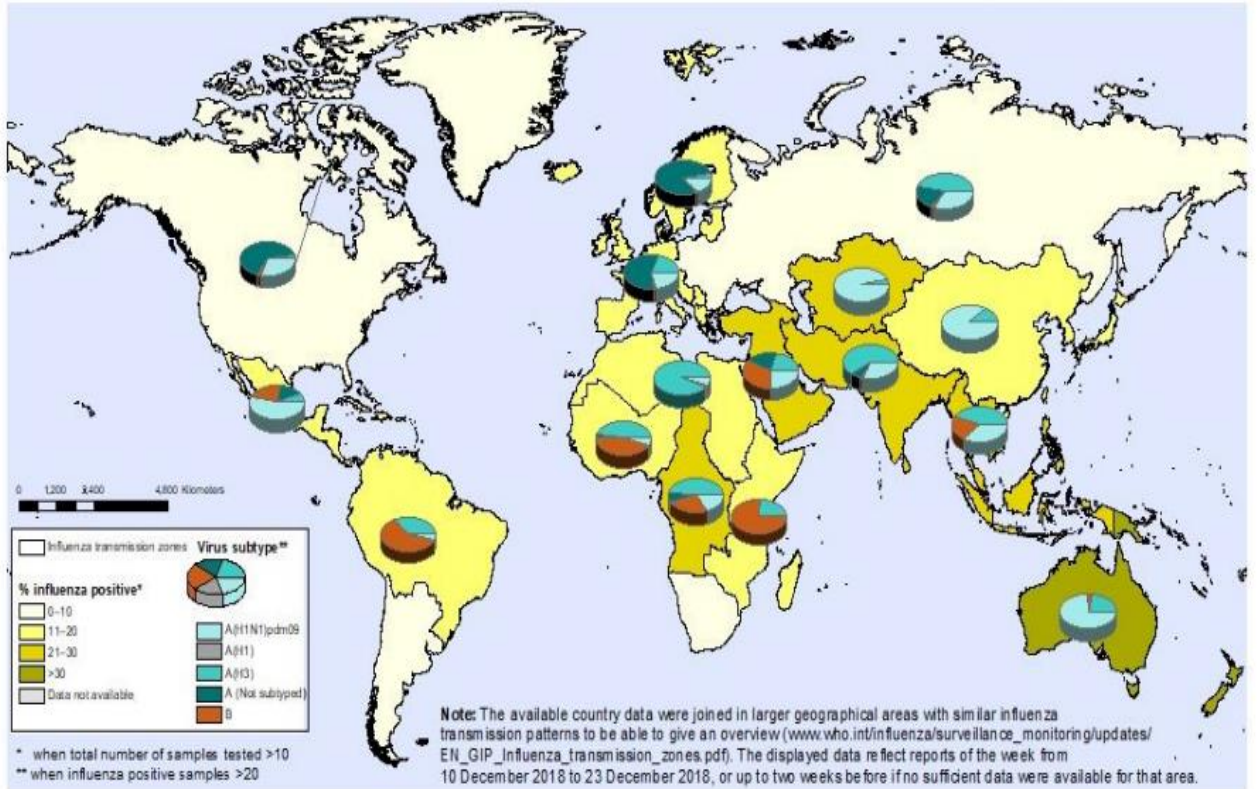 0 1,200 2,400 4,800 Kilometers
Influenza transmission zones
Virus subtype**
% influenza positive*
0–10
11–20
21–30
>30
Data not available
A(H1N1)pdm09
A(H1)
A(H3)
A (Not subtyped)
B
* when total number of samples tested >10
** when influenza positive samples >20
Note: The available country data were joined in larger geographical areas with similar influenza
transmission patterns to be able to give an overview (www.who.int/influenza/surveillance_monitoring/updates/
EN_GIP_Influenza_transmission_zones.pdf). The displayed data reflect reports of the week from
10 December 2018 to 23 December 2018, or up to two weeks before if no sufficient data were available for that area.